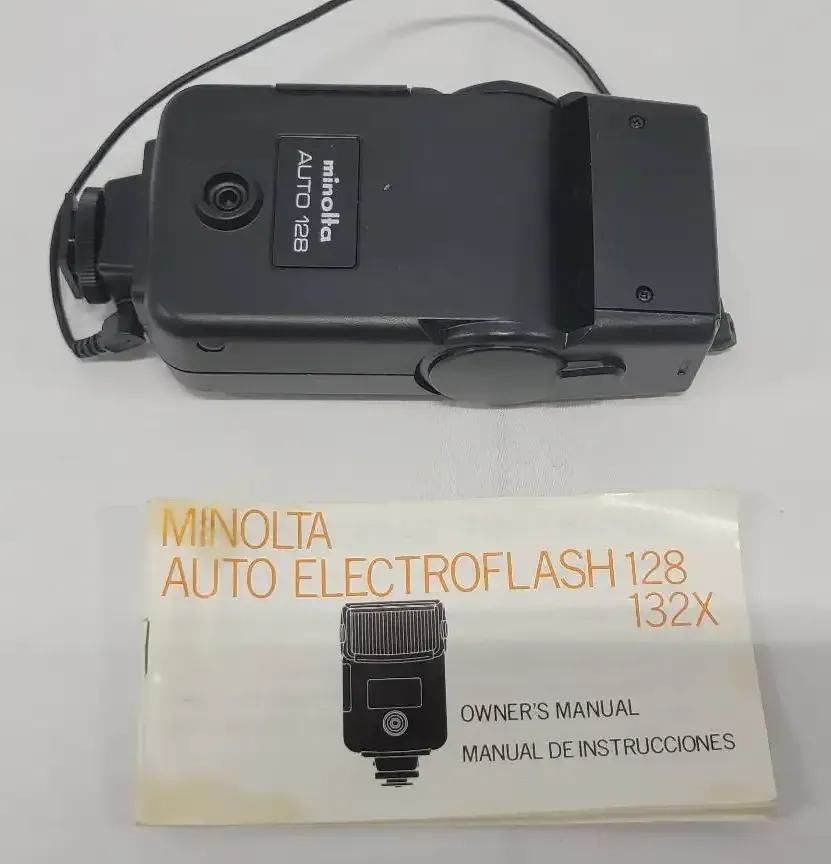 minolta
AUTO 128
MINOLTA
AUTO ELECTROFLASH 128
132X
OWNER'S MANUAL
MANUAL DE INSTRUCCIONES